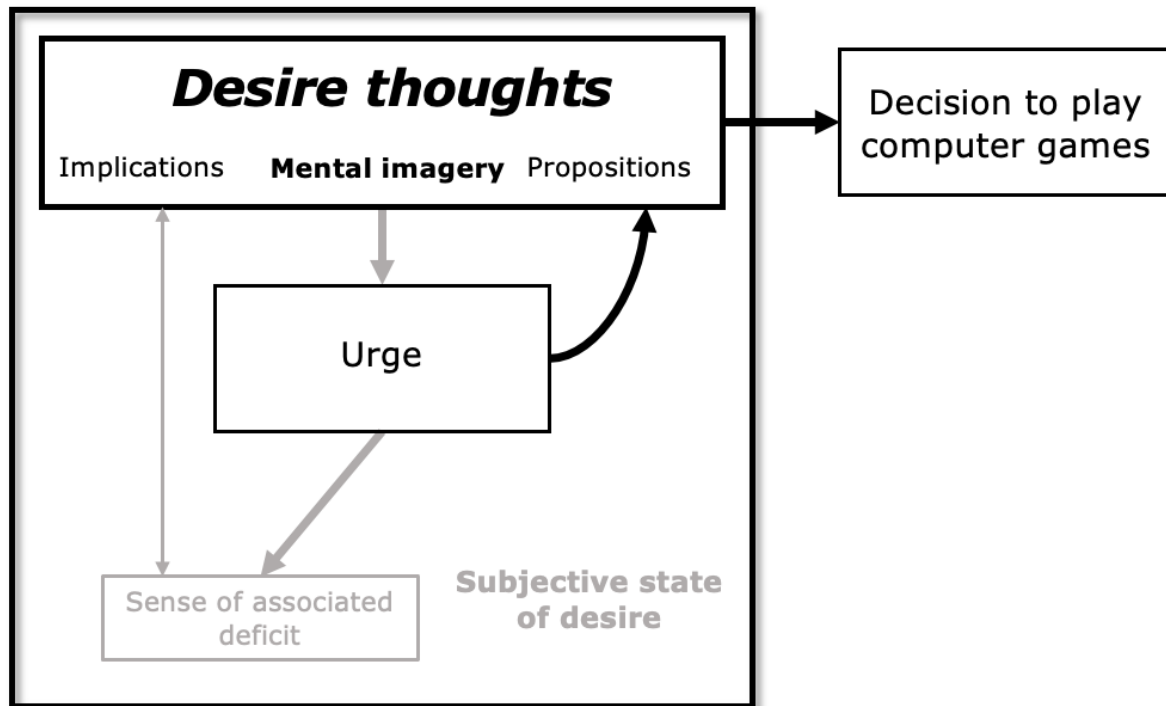 Desire thoughts
Implications Mental imagery Propositions
Decision to play
computer games
Urge
Sense of associated
deficit
Subjective state
of desire